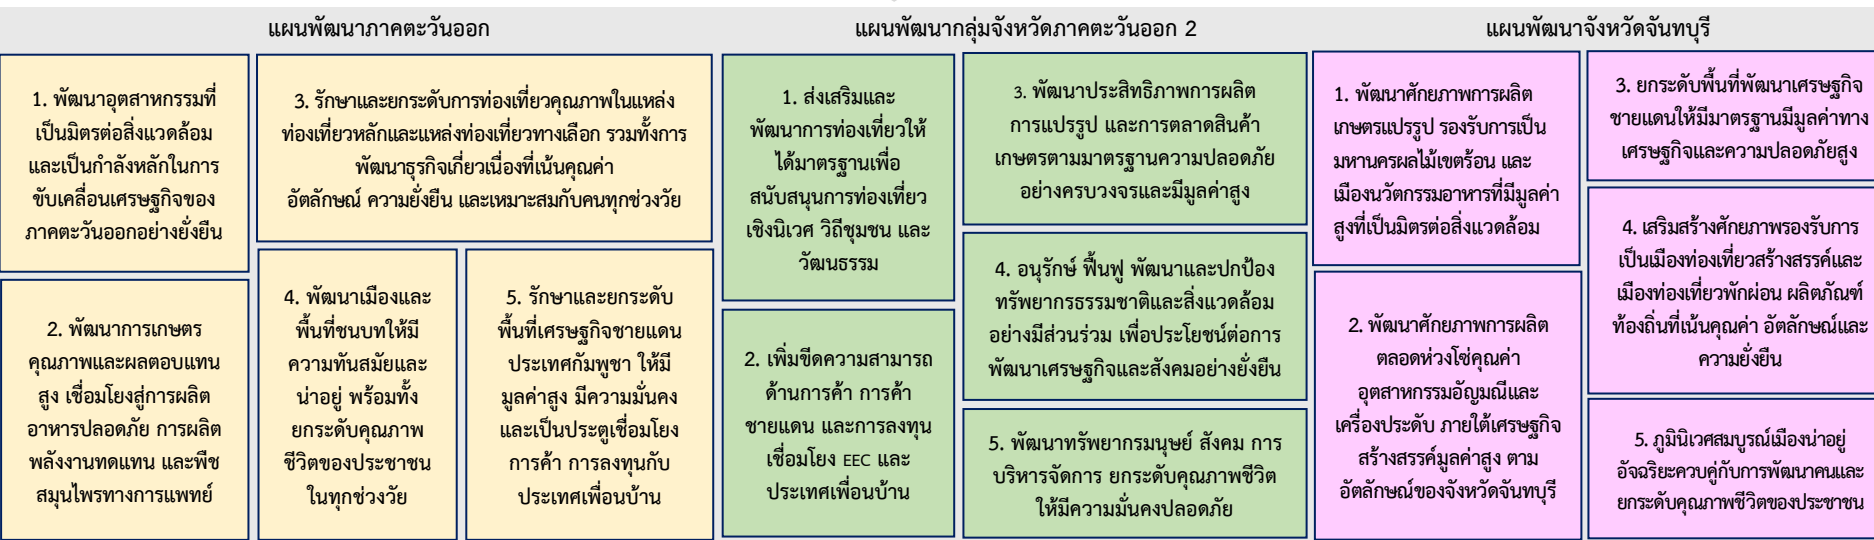 แผนพัฒนาภาคตะวันออก
1. พัฒนาอุตสาหกรรมที่
เป็นมิตรต่อสิ่งแวดล้อม
และเป็นกำลังหลักในการ
ขับเคลื่อนเศรษฐกิจของ
ภาคตะวันออกอย่างยั่งยืน
2. พัฒนาการเกษตร
คุณภาพและผลตอบแทน
สูง เชื่อมโยงสู่การผลิต
อาหารปลอดภัย การผลิต
พลังงานทดแทน และพืช
สมุนไพรทางการแพทย์
3. รักษาและยกระดับการท่องเที่ยวคุณภาพในแหล่ง
ท่องเที่ยวหลักและแหล่งท่องเที่ยวทางเลือก รวมทั้งการ
พัฒนาธุรกิจเกี่ยวเนื่องที่เน้นคุณค่า
อัตลักษณ์ ความยั่งยืน และเหมาะสมกับคนทุกช่วงวัย
4. พัฒนาเมืองและ
พื้นที่ชนบทให้มี
ความทันสมัยและ
น่าอยู่ พร้อมทั้ง
ยกระดับคุณภาพ
ชีวิตของประชาชน
ในทุกช่วงวัย
5. รักษาและยกระดับ
พื้นที่เศรษฐกิจชายแดน
ประเทศกัมพูชา ให้มี
มูลค่าสูง มีความมั่นคง
และเป็นประตูเชื่อมโยง
การค้า การลงทุนกับ
ประเทศเพื่อนบ้าน
แผนพัฒนากลุ่มจังหวัดภาคตะวันออก 2
1. ส่งเสริมและ
พัฒนาการท่องเที่ยวให้
ได้มาตรฐานเพื่อ
สนับสนุนการท่องเที่ยว
เชิงนิเวศ วิถีชุมชน และ
วัฒนธรรม
2. เพิ่มขีดความสามารถ
ด้านการค้า การค้า
ชายแดน และการลงทุน
เชื่อมโยง EEC และ
ประเทศเพื่อนบ้าน
3. พัฒนาประสิทธิภาพการผลิต
การแปรรูป และการตลาดสินค้า
เกษตรตามมาตรฐานความปลอดภัย
อย่างครบวงจรและมีมูลค่าสูง
4. อนุรักษ์ ฟื้นฟู พัฒนาและปกป้อง
ทรัพยากรธรรมชาติและสิ่งแวดล้อม
อย่างมีส่วนร่วม เพื่อประโยชน์ต่อการ
พัฒนาเศรษฐกิจและสังคมอย่างยั่งยืน
5. พัฒนาทรัพยากรมนุษย์ สังคม การ
บริหารจัดการ ยกระดับคุณภาพชีวิต
ให้มีความมั่นคงปลอดภัย
แผนพัฒนาจังหวัดจันทบุรี
1. พัฒนาศักยภาพการผลิต
เกษตรแปรรูป รองรับการเป็น
มหานครผลไม้เขตร้อน และ
เมืองนวัตกรรมอาหารที่มีมูลค่า
สูงที่เป็นมิตรต่อสิ่งแวดล้อม
2. พัฒนาศักยภาพการผลิต
ตลอดห่วงโซ่คุณค่า
อุตสาหกรรมอัญมณีและ
เครื่องประดับ ภายใต้เศรษฐกิจ
สร้างสรรค์มูลค่าสูง ตาม
อัตลักษณ์ของจังหวัดจันทบุรี
3. ยกระดับพื้นที่พัฒนาเศรษฐกิจ
ชายแดนให้มีมาตรฐานมีมูลค่าทาง
เศรษฐกิจและความปลอดภัยสูง
4. เสริมสร้างศักยภาพรองรับการ
เป็นเมืองท่องเที่ยวสร้างสรรค์และ
เมืองท่องเที่ยวพักผ่อน ผลิตภัณฑ์
ท้องถิ่นที่เน้นคุณค่า อัตลักษณ์และ
ความยั่งยืน
5. ภูมินิเวศสมบูรณ์เมืองน่าอยู่
อัจฉริยะควบคู่กับการพัฒนาคนและ
ยกระดับคุณภาพชีวิตของประชาชน